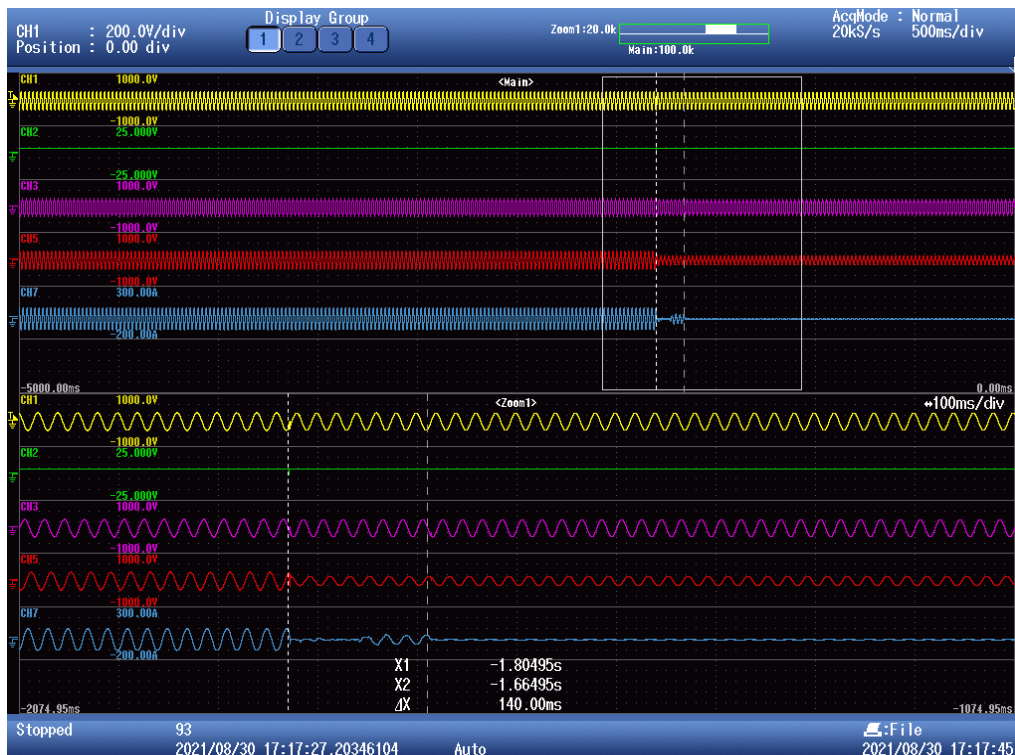 Display Group
CH1 : 200.0V/div
Position : 0.00 div
1 2 3 4
Zoom1:20.0k
Main:100.0k
AcqMode : Normal
20kS/s 500ms/div
CH1 1000.0V
<Main>
-1000.0V
CH2 25.000V
-25.000V
CH3 1000.0V
-1000.0V
CH5 1000.0V
-1000.0V
CH7 300.00A
-200.00A
-5000.00ms 0.00ms
CH1 1000.0V
<Zoom1>
↔100ms/div
-1000.0V
CH2 25.000V
-25.000V
CH3 1000.0V
-1000.0V
CH5 1000.0V
-1000.0V
CH7 300.00A
-200.00A
X1 -1.80495s
X2 -1.66495s
ΔX 140.00ms
-2074.95ms -1074.95ms
Stopped 93
:File
2021/08/30 17:17:27.20346104 Auto 2021/08/30 17:17:45